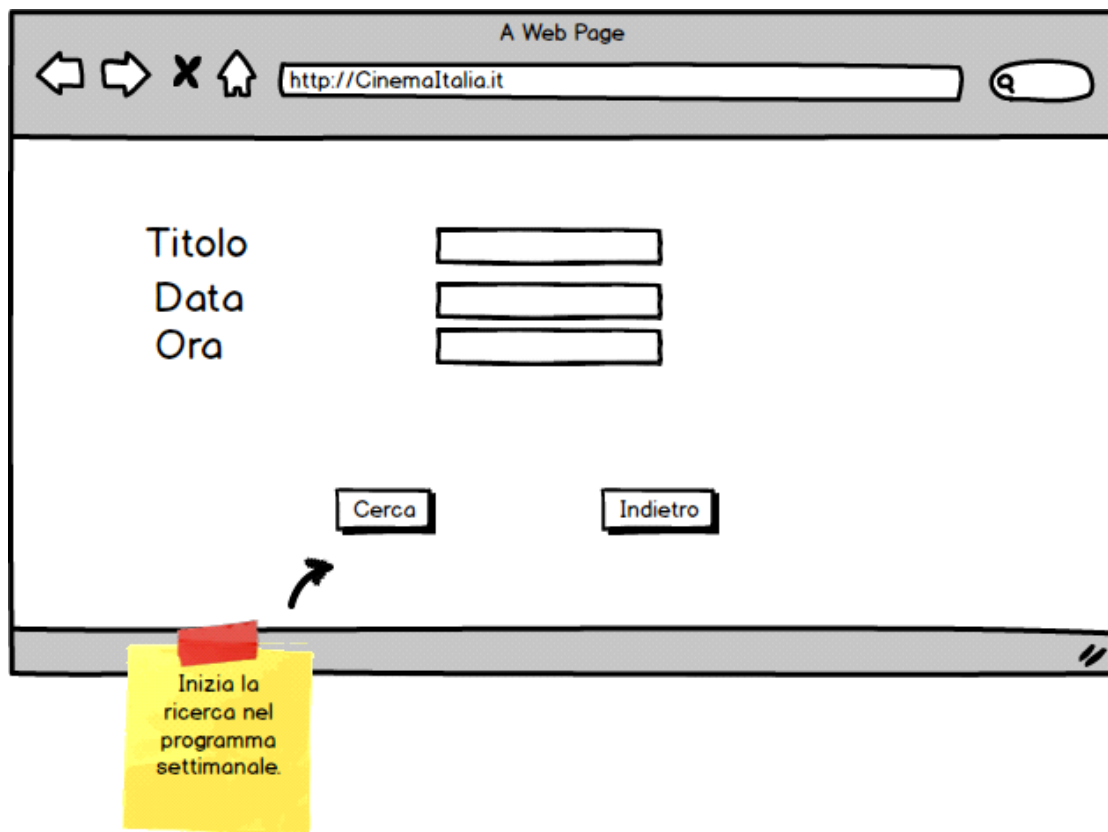 A Web Page
http://CinemaItalia.it
Titolo
Data
Ora
Cerca
Indietro
Inizia la
ricerca nel
programma
settimanale.